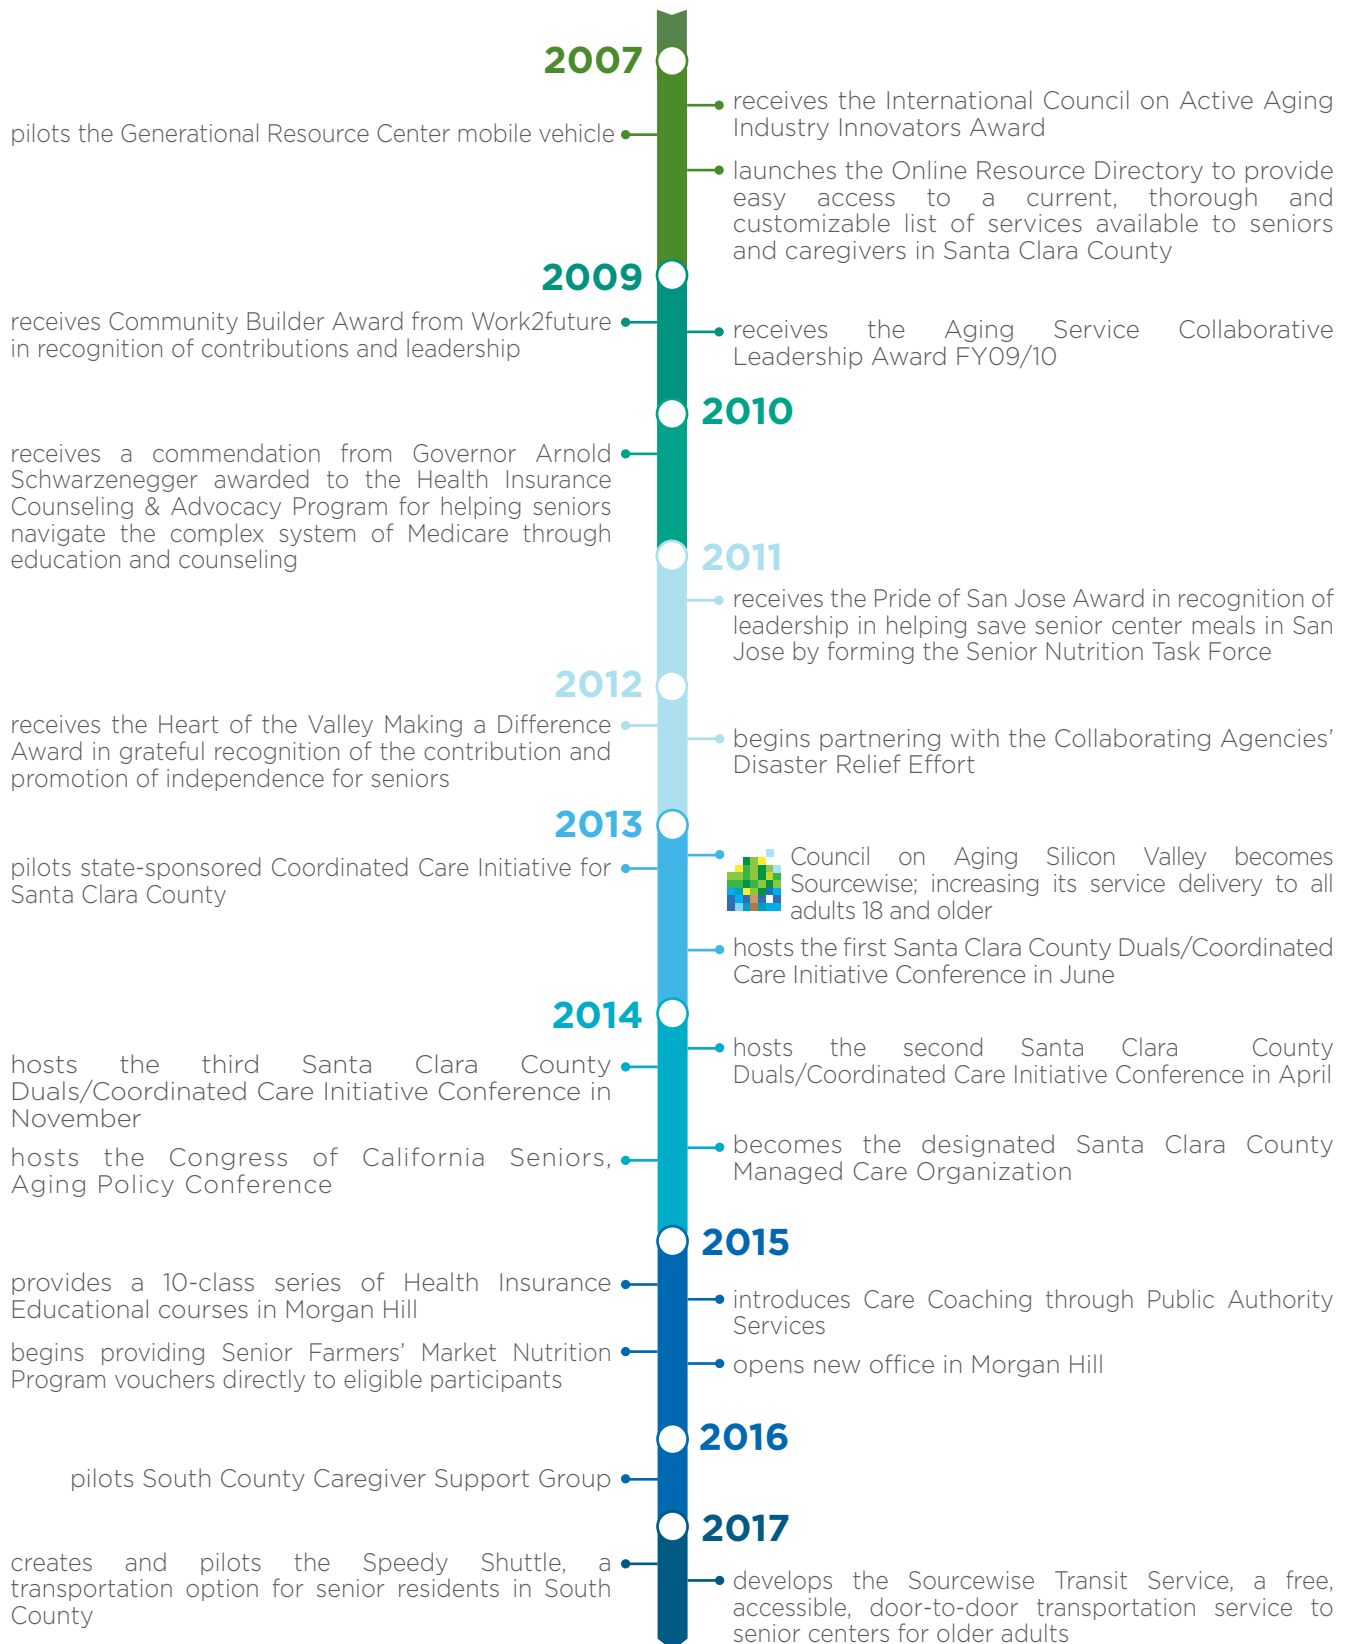 2007
receives the International Council on Active Aging
Industry Innovators Award
pilots the Generational Resource Center mobile vehicle
launches the Online Resource Directory to provide
easy access to a current, thorough and
customizable list of services available to seniors
and caregivers in Santa Clara County
2009
receives Community Builder Award from Work2future
in recognition of contributions and leadership
receives the Aging Service Collaborative
Leadership Award FY09/10
2010
receives a commendation from Governor Arnold
Schwarzenegger awarded to the Health Insurance
Counseling & Advocacy Program for helping seniors
navigate the complex system of Medicare through
education and counseling
2011
receives the Pride of San Jose Award in recognition of
leadership in helping save senior center meals in San
Jose by forming the Senior Nutrition Task Force
2012
receives the Heart of the Valley Making a Difference
Award in grateful recognition of the contribution and
promotion of independence for seniors
begins partnering with the Collaborating Agencies’
Disaster Relief Effort
2013
pilots state-sponsored Coordinated Care Initiative for
Santa Clara County
Council on Aging Silicon Valley becomes
Sourcewise; increasing its service delivery to all
adults 18 and older
hosts the first Santa Clara County Duals/Coordinated
Care Initiative Conference in June
2014
hosts the second Santa Clara County
Duals/Coordinated Care Initiative Conference in April
hosts the third Santa Clara County
Duals/Coordinated Care Initiative Conference in
November
becomes the designated Santa Clara County
Managed Care Organization
hosts the Congress of California Seniors,
Aging Policy Conference
2015
provides a 10-class series of Health Insurance
Educational courses in Morgan Hill
introduces Care Coaching through Public Authority
Services
begins providing Senior Farmers’ Market Nutrition
Program vouchers directly to eligible participants
opens new office in Morgan Hill
2016
pilots South County Caregiver Support Group
2017
creates and pilots the Speedy Shuttle, a
transportation option for senior residents in South
County
develops the Sourcewise Transit Service, a free,
accessible, door-to-door transportation service to
senior centers for older adults